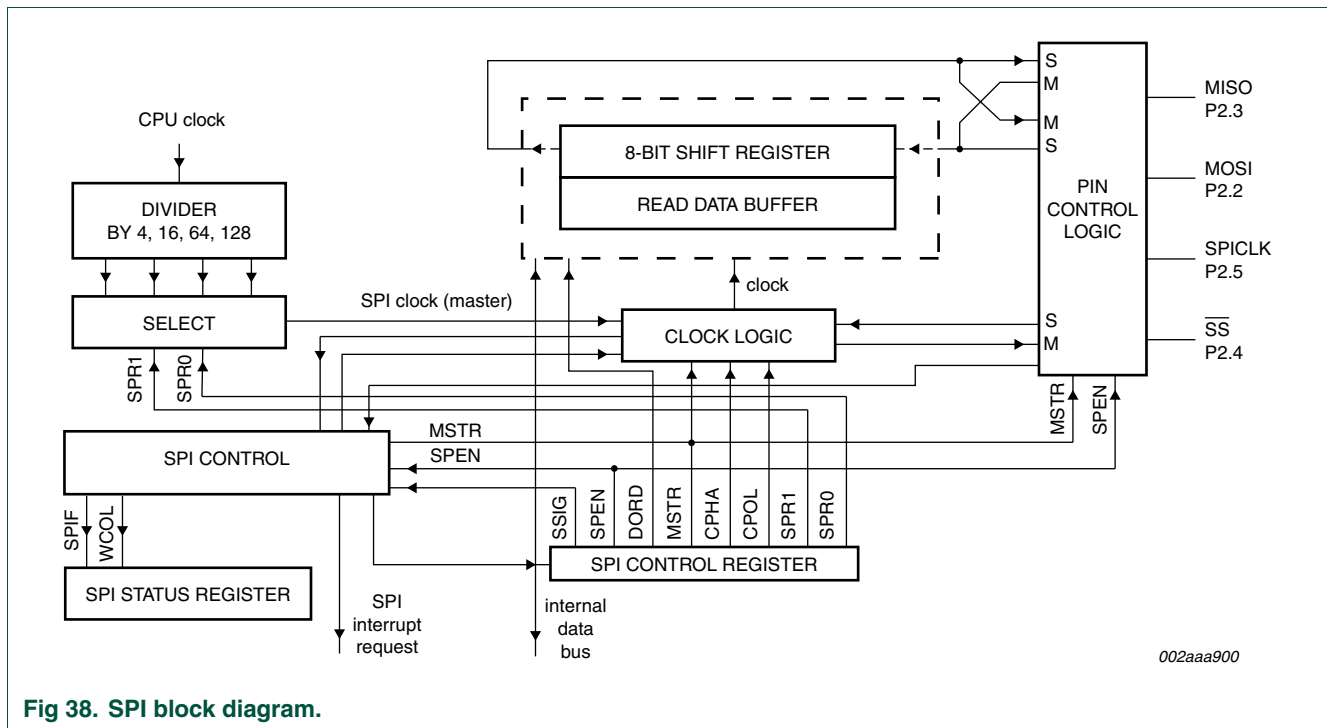 CPU clock
DIVIDER
BY 4, 16, 64, 128
SELECT
SPR1
SPR0
SPI clock (master)
8-BIT SHIFT REGISTER
READ DATA BUFFER
clock
CLOCK LOGIC
S
M
M
S
PIN
CONTROL
LOGIC
S
M
MISO
P2.3
MOSI
P2.2
SPICLK
P2.5
SS
P2.4
MSTR
SPEN
SPI CONTROL
MSTR
SPEN
SPIF
WCOL
SPI STATUS REGISTER
SSIG
SPEN
DORD
MSTR
CPHA
CPOL
SPR1
SPR0
SPI CONTROL REGISTER
SPI
interrupt
request
internal
data
bus
002aaa900
Fig 38. SPI block diagram.